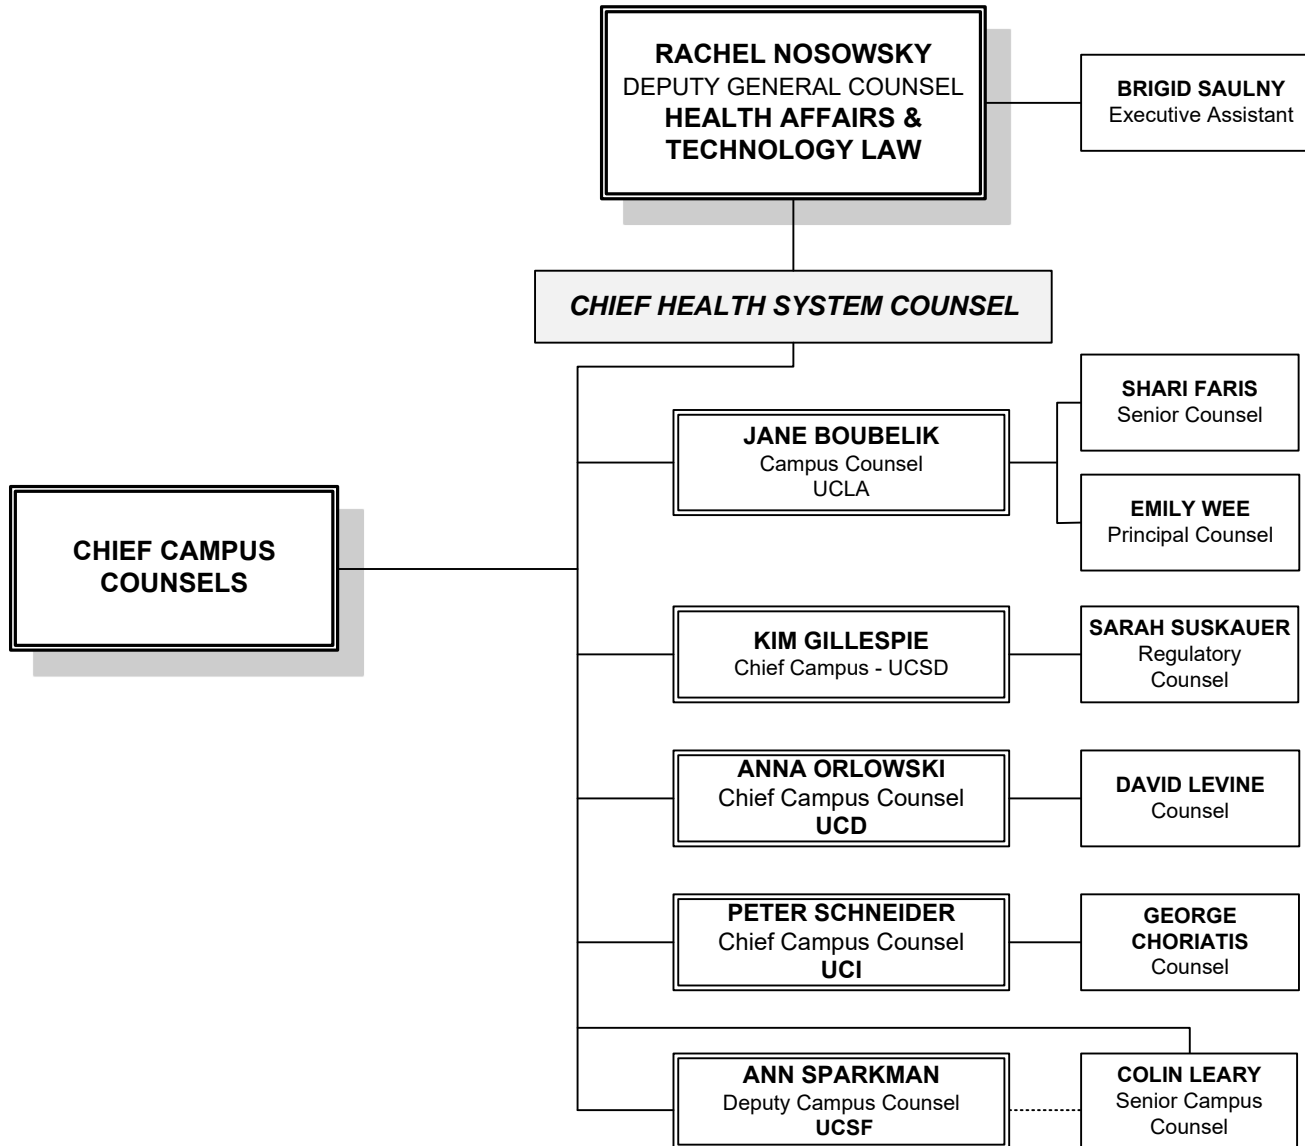 RACHEL NOSOWSKY
DEPUTY GENERAL COUNSEL
HEALTH AFFAIRS &
TECHNOLOGY LAW
BRIGID SAULNY
Executive Assistant
CHIEF HEALTH SYSTEM COUNSEL
CHIEF CAMPUS
COUNSELS
JANE BOUBELIK
Campus Counsel
UCLA
SHARI FARIS
Senior Counsel
EMILY WEE
Principal Counsel
KIM GILLESPIE
Chief Campus - UCSD
SARAH SUSKAUER
Regulatory
Counsel
ANNA ORLOWSKI
Chief Campus Counsel
UCD
DAVID LEVINE
Counsel
PETER SCHNEIDER
Chief Campus Counsel
UCI
GEORGE
CHORIATIS
Counsel
ANN SPARKMAN
Deputy Campus Counsel
UCSF
COLIN LEARY
Senior Campus
Counsel